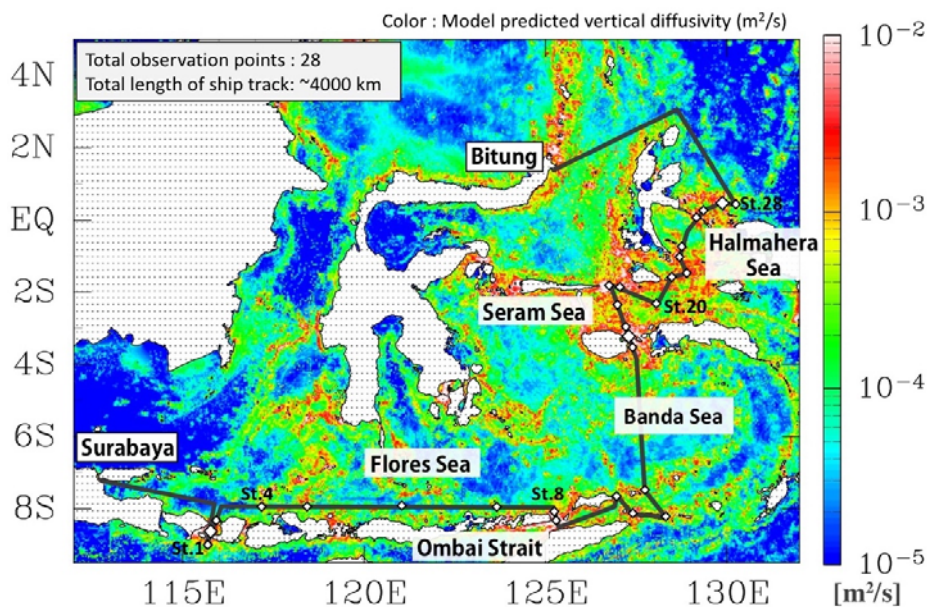 Color : Model predicted vertical diffusivity (m²/s)
Total observation points : 28
Total length of ship track: ~4000 km
4N
2N
EQ
2S
4S
6S
8S
Bitung
St.28
Halmahera
Sea
Seram Sea
St.20
Banda Sea
Surabaya
Flores Sea
St.4
St.8
St.1
Ombai Strait
115E
120E
125E
130E
10⁻²
10⁻³
10⁻⁴
10⁻⁵
[m²/s]